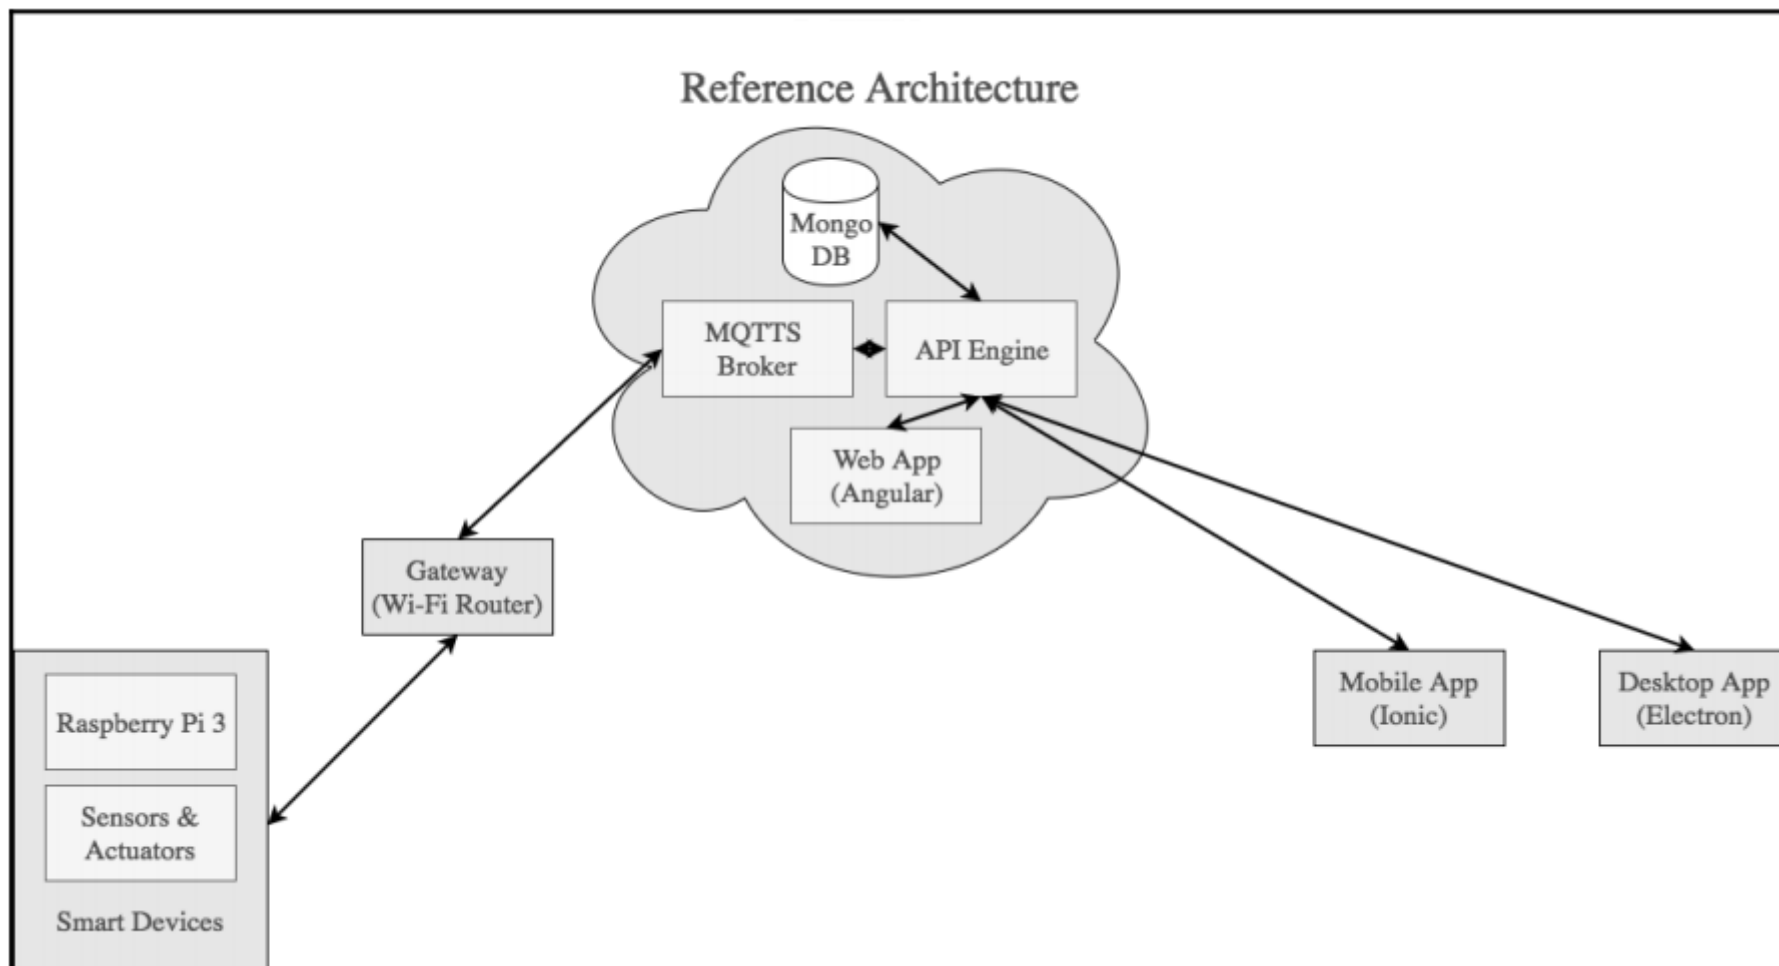 Reference Architecture
Mongo
DB
MQTTS
Broker
API Engine
Web App
(Angular)
Gateway
(Wi-Fi Router)
Raspberry Pi 3
Sensors &
Actuators
Smart Devices
Mobile App
(Ionic)
Desktop App
(Electron)